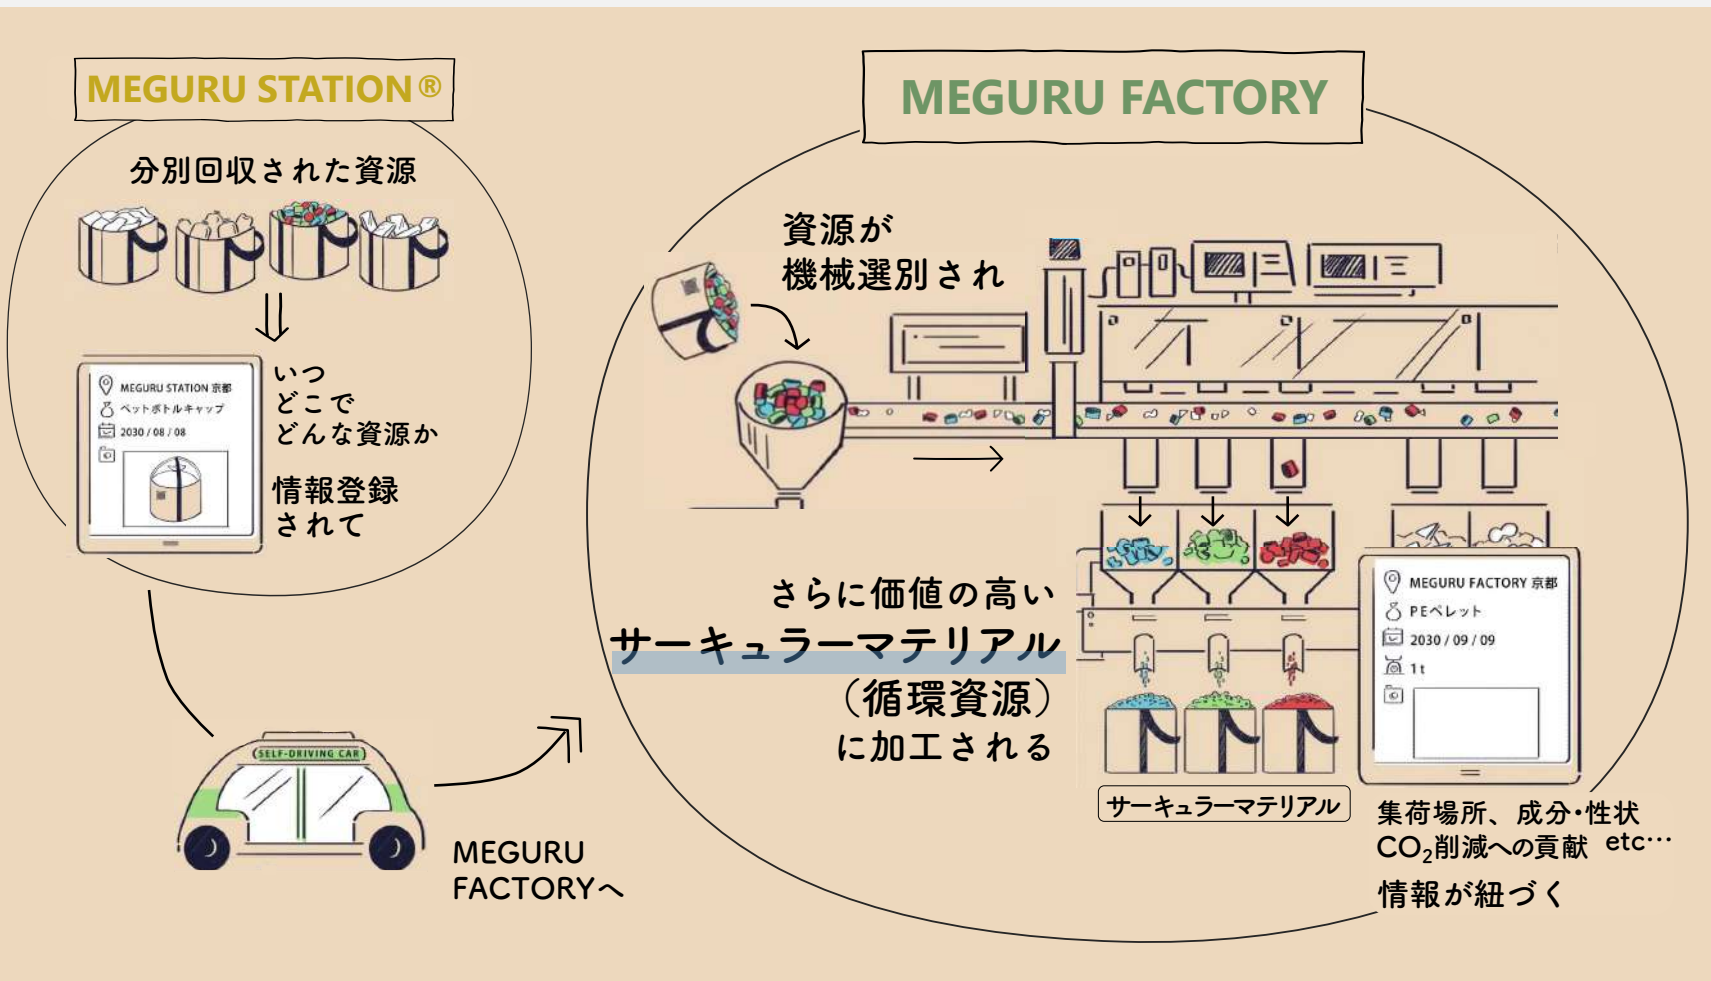 MEGURU STATION®
分別回収された資源
MEGURU STATION 京都
ペットボトルキャップ
2030 / 08 / 08
いつ
どこで
どんな資源か
情報登録
されて
SELF-DRIVING CAR
MEGURU
FACTORYへ
MEGURU FACTORY
資源が
機械選別され
さらに価値の高い
サーキュラーマテリアル
（循環資源）
に加工される
サーキュラーマテリアル
MEGURU FACTORY 京都
PEペレット
2030 / 09 / 09
1 t
集荷場所、成分・性状
CO₂削減への貢献 etc…
情報が紐づく